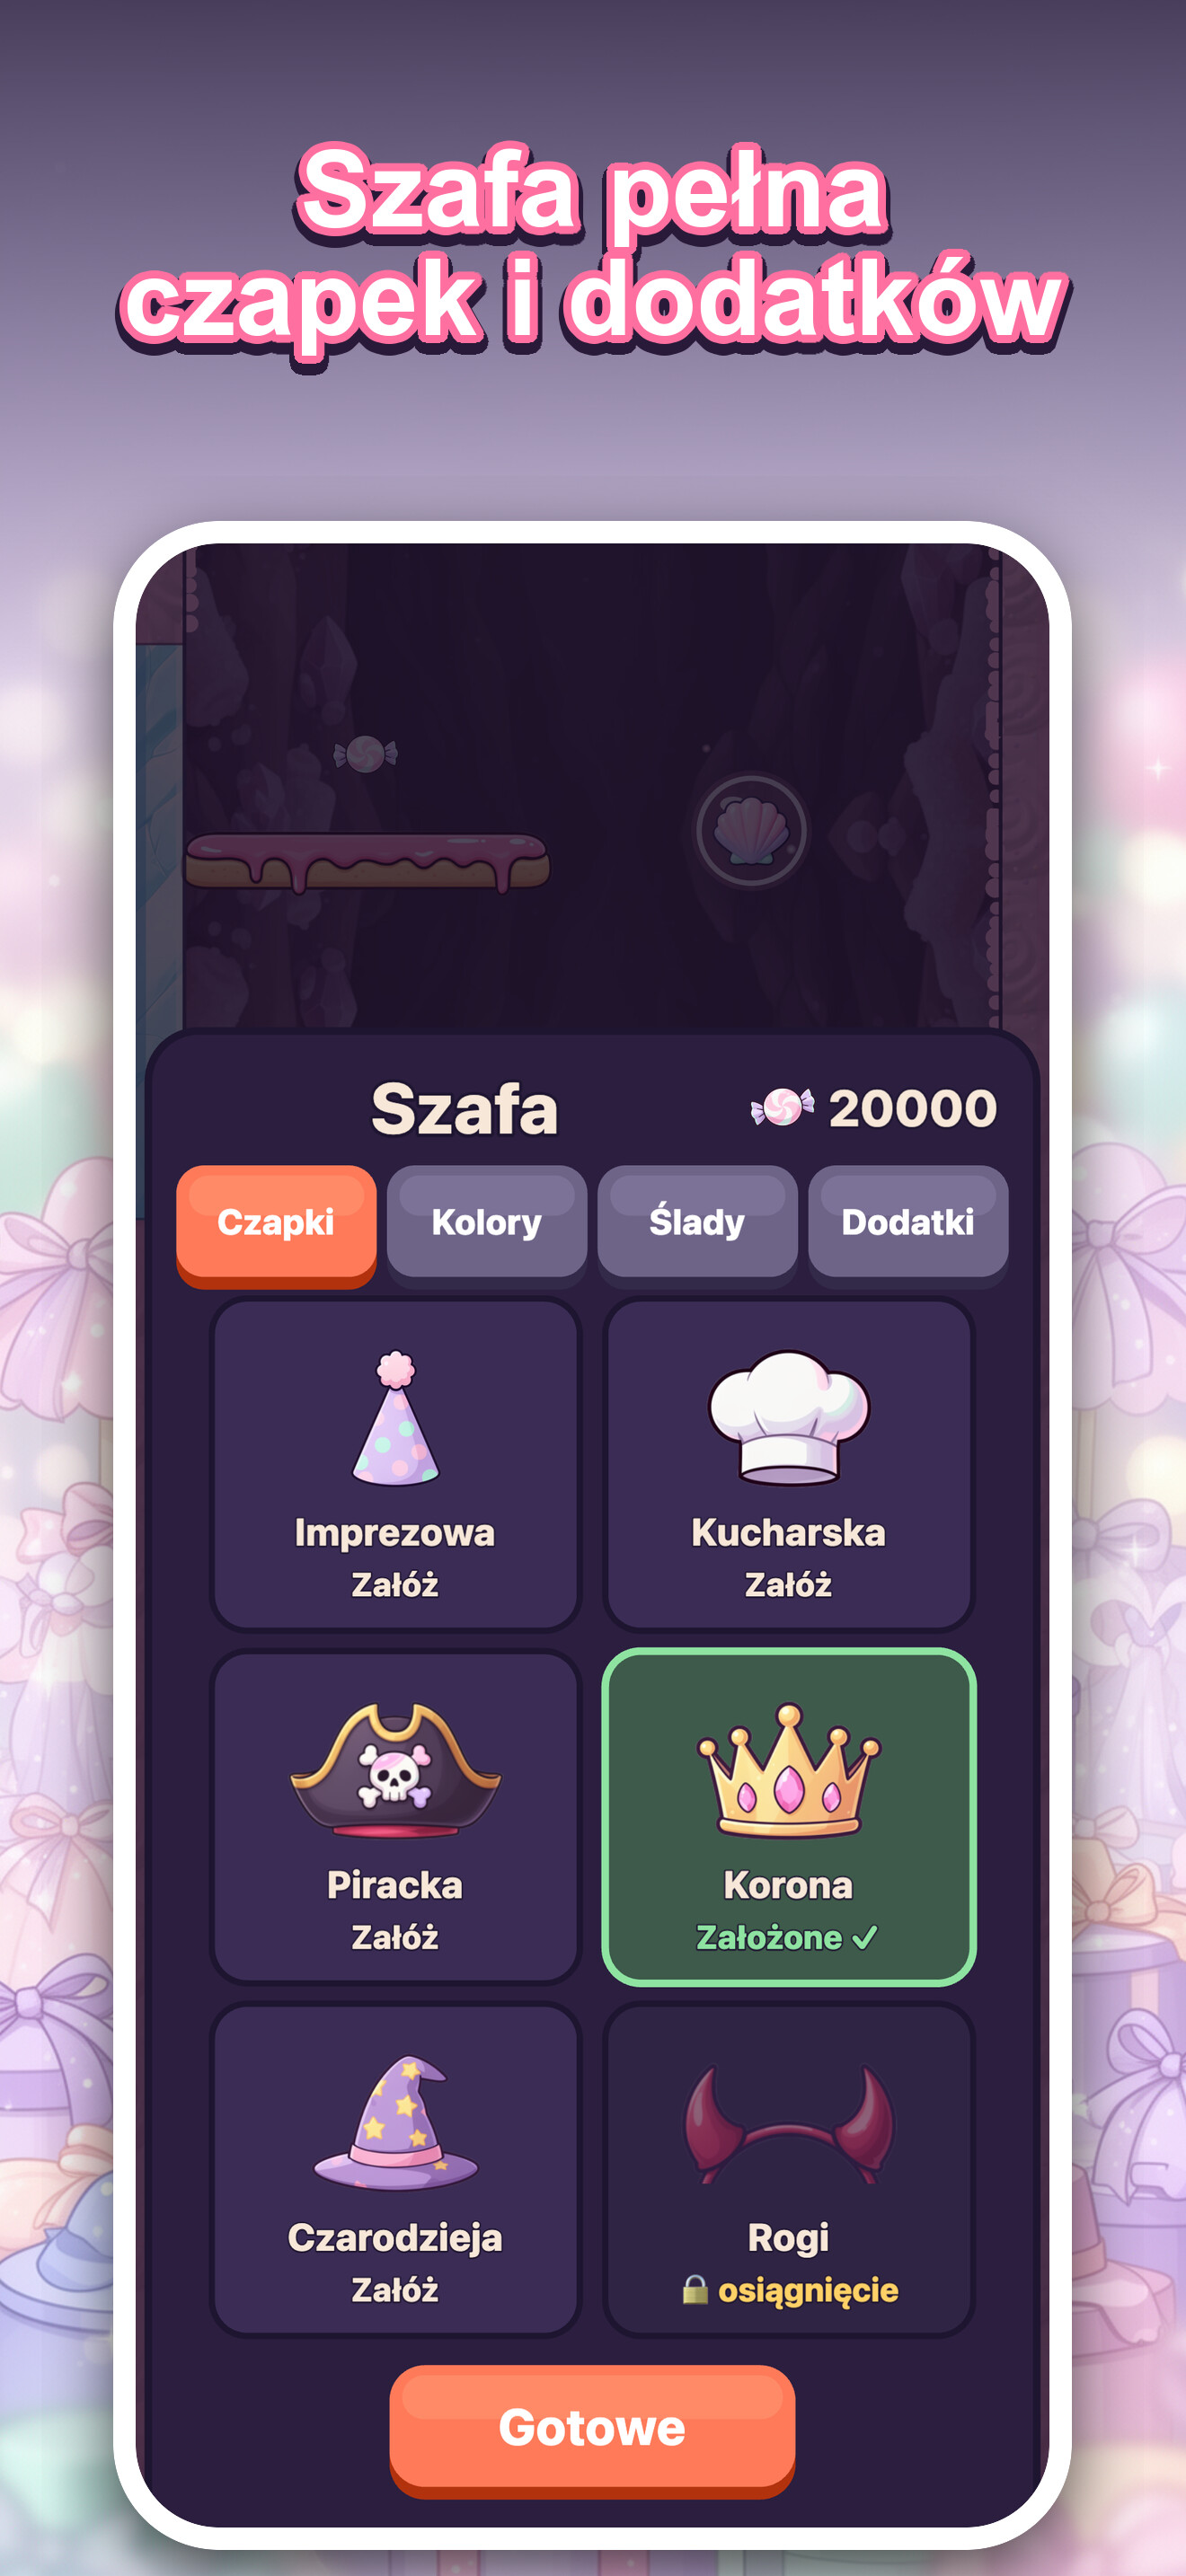 Szafa pełna
czapek i dodatków
Szafa
20000
Czapki
Kolory
Ślady
Dodatki
Imprezowa
Załóż
Kucharska
Załóż
Piracka
Załóż
Korona
Założone ✓
Czarodzieja
Załóż
Rogi
osiągnięcie
Gotowe